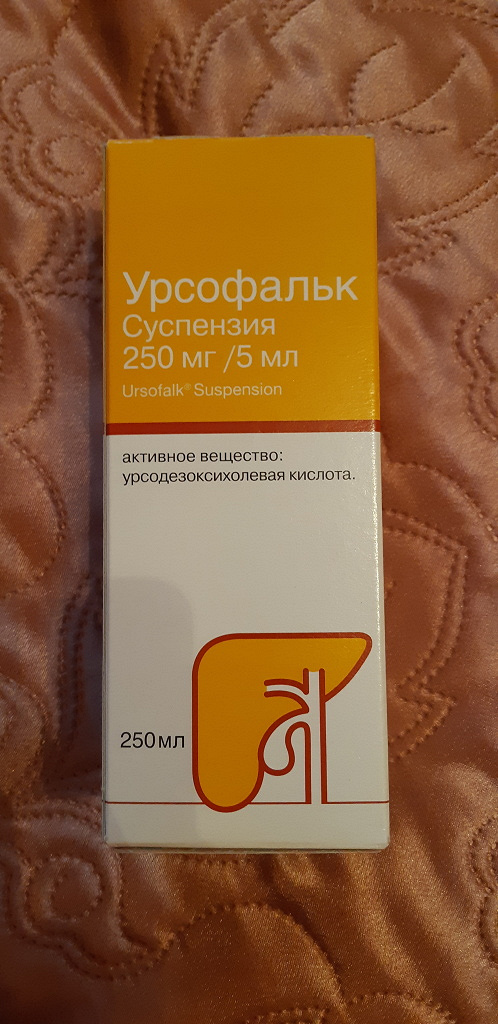 Урсофальк
Суспензия
250 мг /5 мл
Ursofalk® Suspension
активное вещество:
урсодезоксихолевая кислота.
250мл